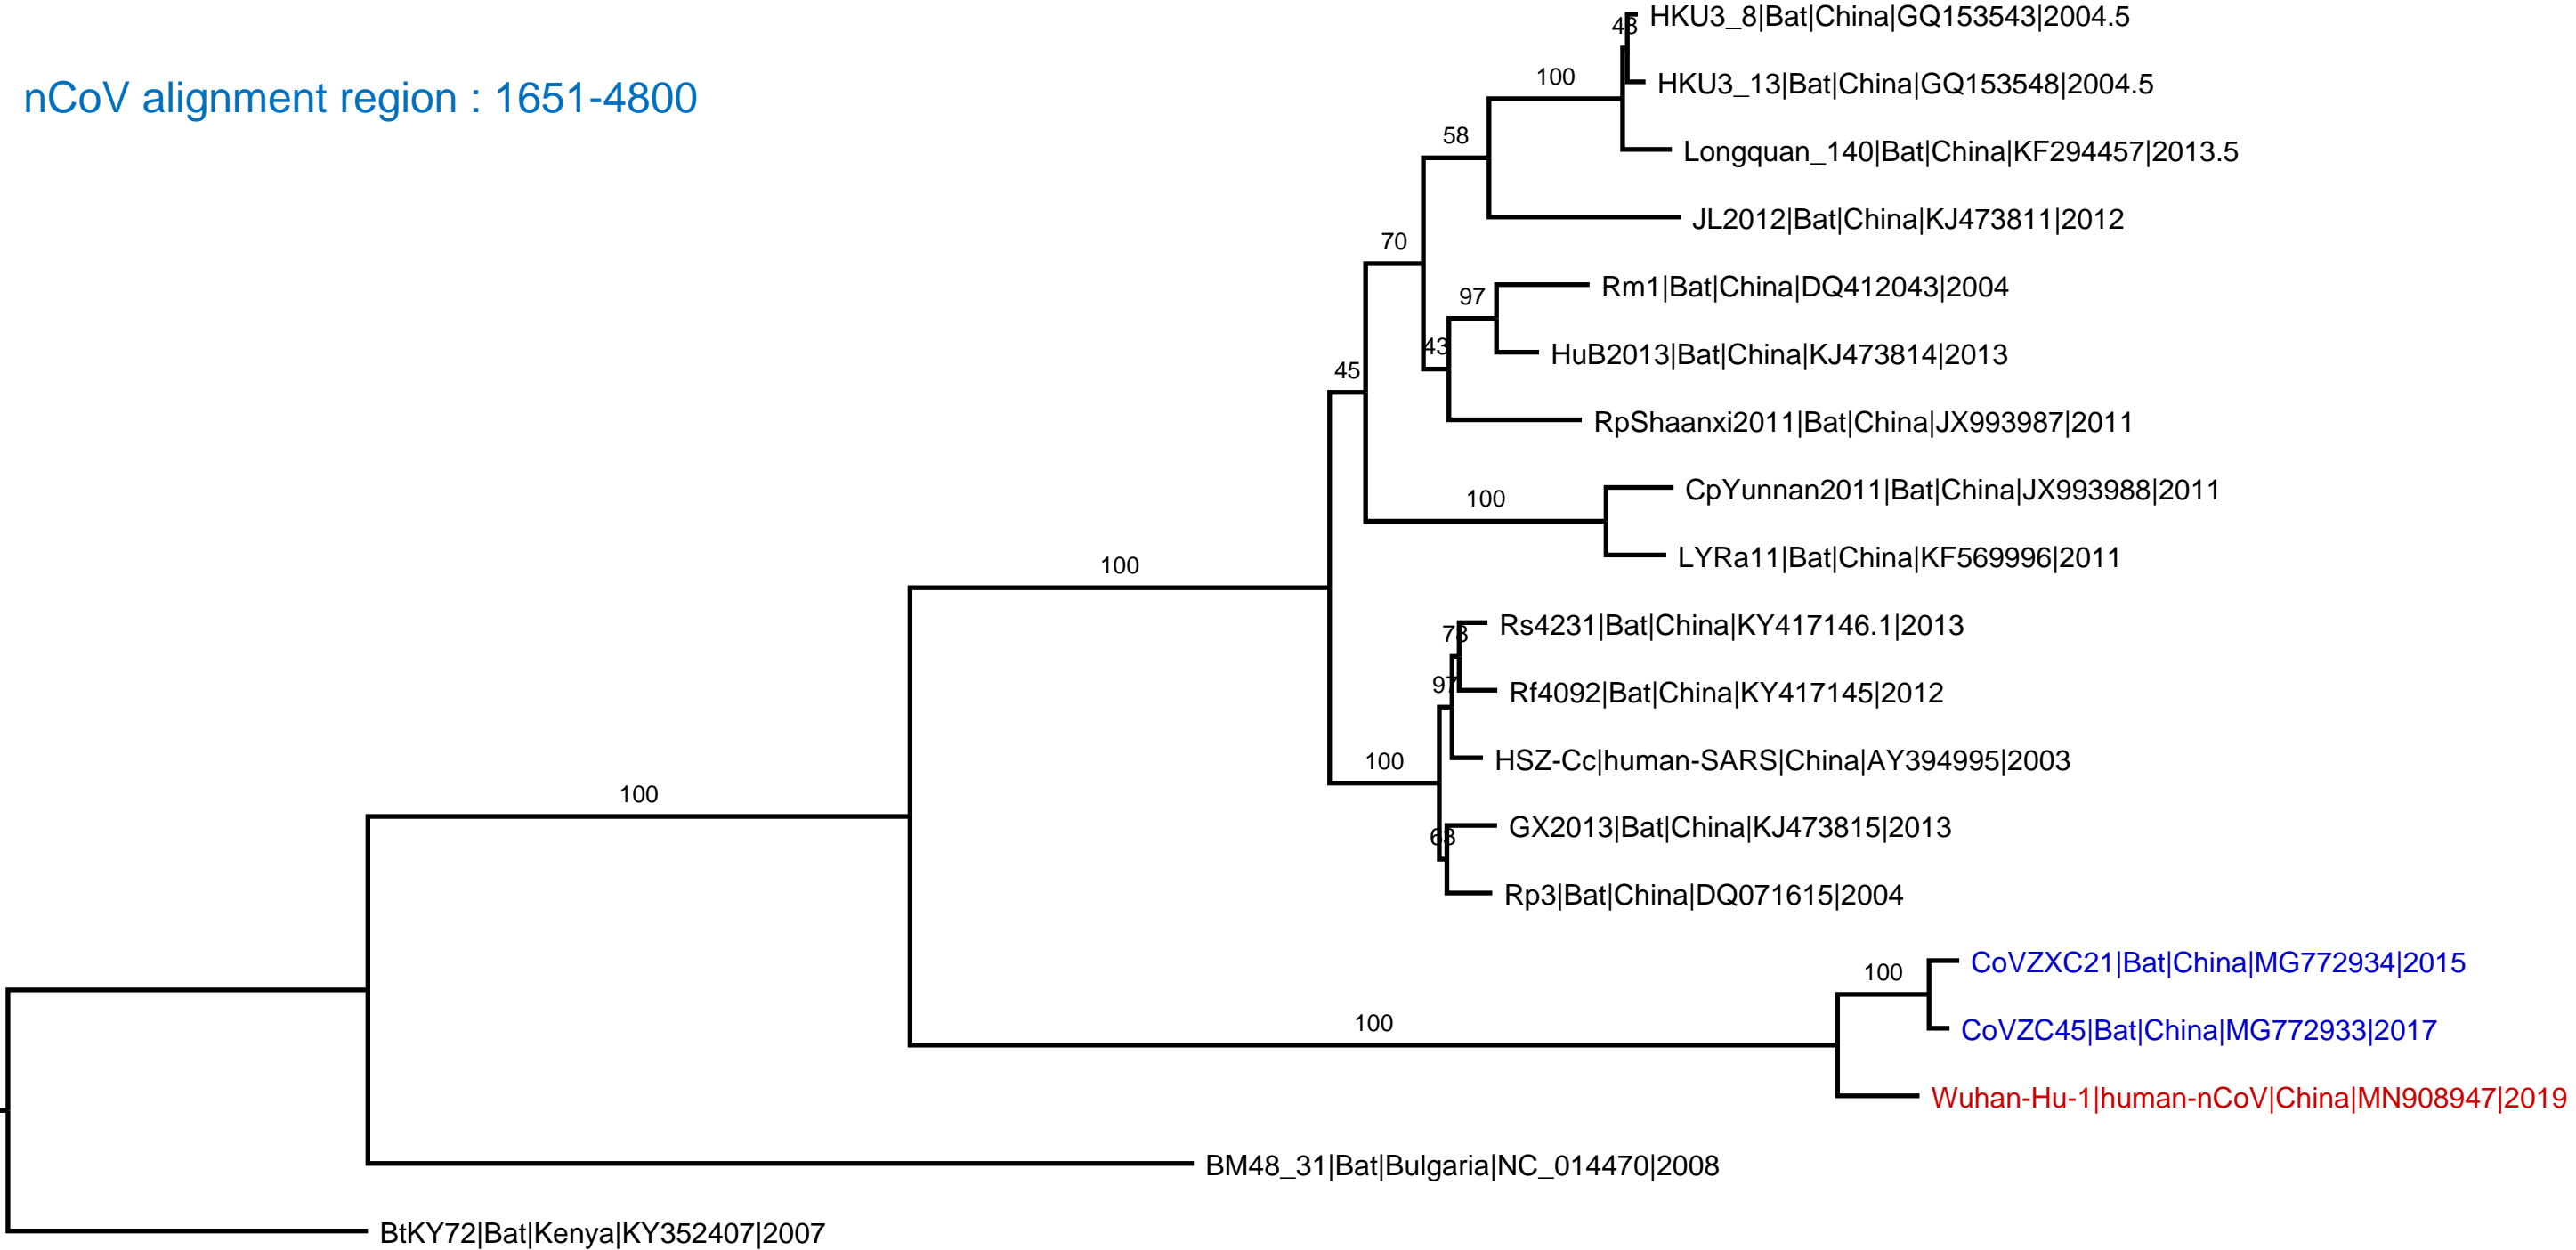 HKU3_8|Bat|China|GQ153543|2004.5
48
nCoV alignment region : 1651-4800
100
HKU3_13|Bat|China|GQ153548|2004.5
58
Longquan_140|Bat|China|KF294457|2013.5
JL2012|Bat|China|KJ473811|2012
70
Rm1|Bat|China|DQ412043|2004
97
43
HuB2013|Bat|China|KJ473814|2013
45
RpShaanxi2011|Bat|China|JX993987|2011
CpYunnan2011|Bat|China|JX993988|2011
100
LYRa11|Bat|China|KF569996|2011
100
Rs4231|Bat|China|KY417146.1|2013
78
97
Rf4092|Bat|China|KY417145|2012
100
HSZ-Cc|human-SARS|China|AY394995|2003
100
GX2013|Bat|China|KJ473815|2013
63
Rp3|Bat|China|DQ071615|2004
CoVZXC21|Bat|China|MG772934|2015
100
100
CoVZC45|Bat|China|MG772933|2017
Wuhan-Hu-1|human-nCoV|China|MN908947|2019
BM48_31|Bat|Bulgaria|NC_014470|2008
BtKY72|Bat|Kenya|KY352407|2007